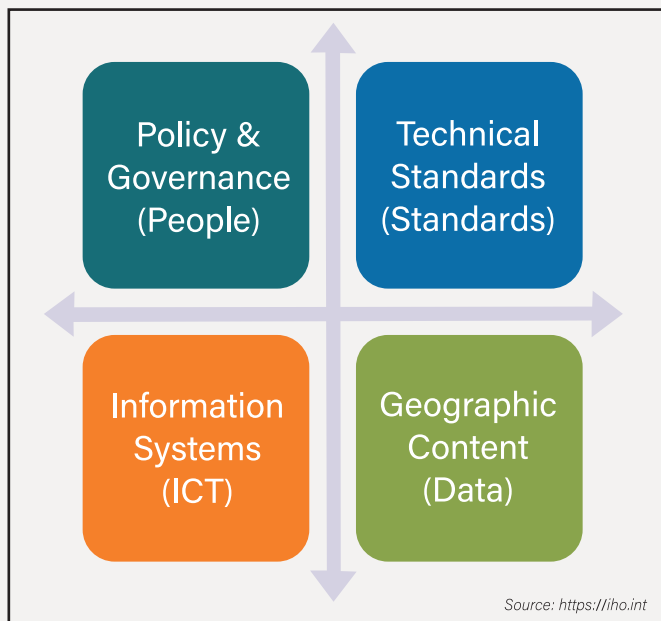 Policy &
Governance
(People)
Technical
Standards
(Standards)
Information
Systems
(ICT)
Geographic
Content
(Data)
Source: https://iho.int